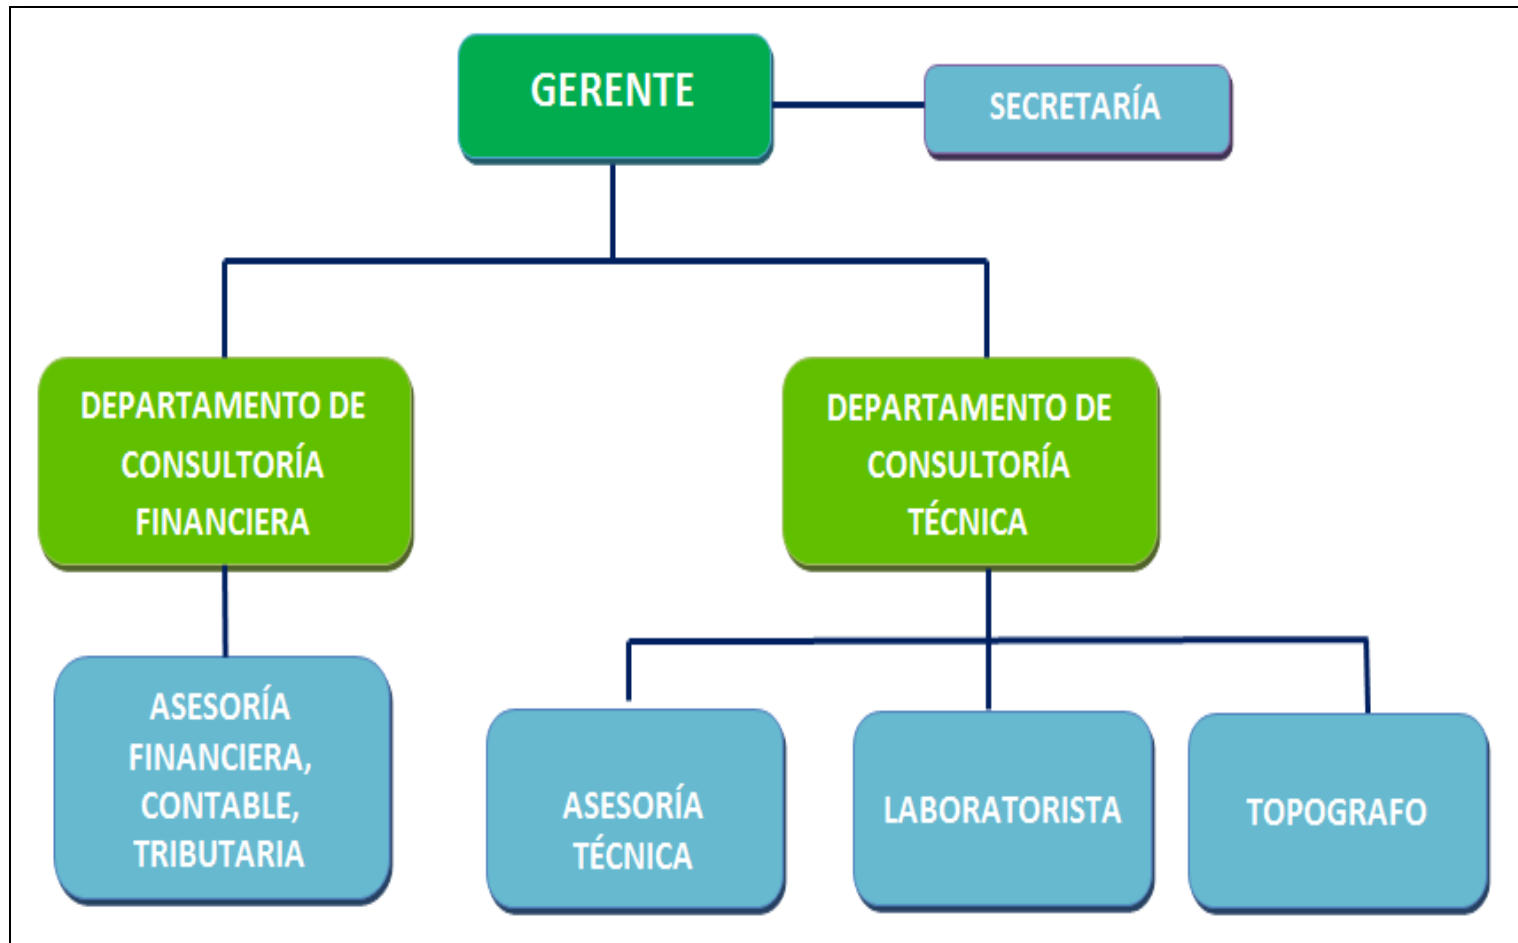 GERENTE
SECRETARÍA
DEPARTAMENTO DE
CONSULTORÍA
FINANCIERA
DEPARTAMENTO DE
CONSULTORÍA
TÉCNICA
ASESORÍA
FINANCIERA,
CONTABLE,
TRIBUTARIA
ASESORÍA
TÉCNICA
LABORATORISTA
TOPOGRAFO